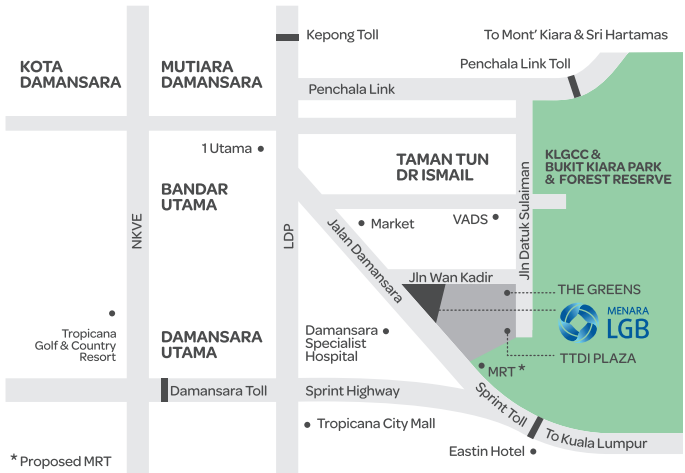 Kepong Toll
To Mont' Kiara & Sri Hartamas
KOTA
DAMANSARA
MUTIARA
DAMANSARA
Penchala Link Toll
Penchala Link
1 Utama
TAMAN TUN
DR ISMAIL
KLGCC &
BUKIT KIARA PARK
& FOREST RESERVE
BANDAR
UTAMA
NKVE
LDP
Jalan Damansara
Market
VADS
Jln Datuk Sulaiman
Jln Wan Kadir
THE GREENS
MENARA
LGB
TTDI PLAZA
Tropicana
Golf & Country
Resort
DAMANSARA
UTAMA
Damansara
Specialist
Hospital
MRT *
Damansara Toll
Sprint Highway
Sprint Toll
To Kuala Lumpur
Tropicana City Mall
Eastin Hotel
* Proposed MRT